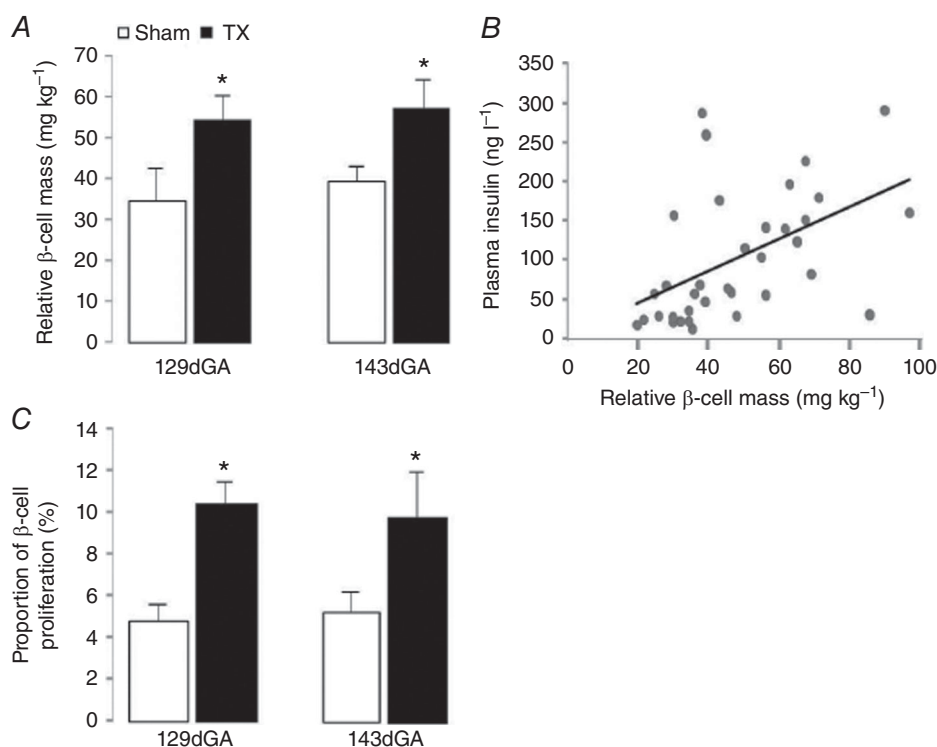 A
Sham TX
Relative β-cell mass (mg kg⁻¹)
70
60
50
40
30
20
10
0
*
*
129dGA 143dGA
B
Plasma insulin (ng l⁻¹)
350
300
250
200
150
100
50
0
0 20 40 60 80 100
Relative β-cell mass (mg kg⁻¹)
C
Proportion of β-cell
proliferation (%)
14
12
10
8
6
4
2
0
*
*
129dGA 143dGA